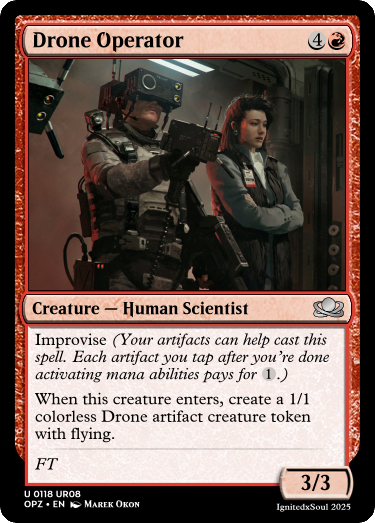 Drone Operator 4
Creature — Human Scientist
Improvise (Your artifacts can help cast this
spell. Each artifact you tap after you're done
activating mana abilities pays for 1.)
When this creature enters, create a 1/1
colorless Drone artifact creature token
with flying.
FT
3/3
U 0118 UR08
OPZ • EN Marek Okon
IgnitedxSoul 2025